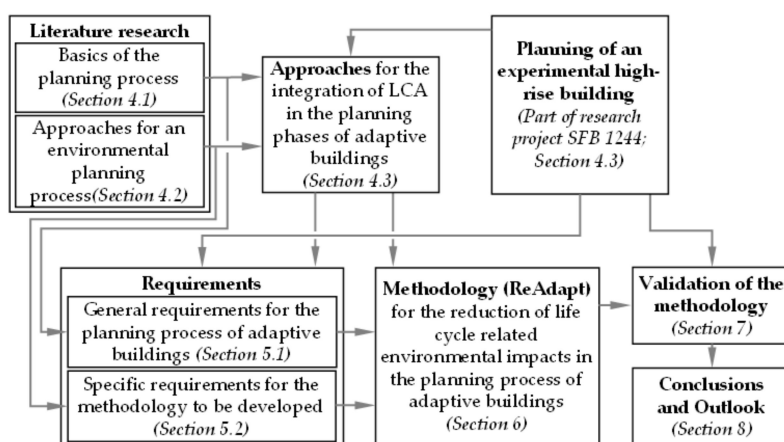 Literature research
Basics of the
planning process
(Section 4.1)
Approaches for an
environmental
planning
process(Section 4.2)
Approaches for the
integration of LCA
in the planning
phases of adaptive
buildings
(Section 4.3)
Planning of an
experimental high-
rise building
(Part of research
project SFB 1244;
Section 4.3)
Requirements
General requirements for the
planning process of adaptive
buildings (Section 5.1)
Specific requirements for the
methodology to be developed
(Section 5.2)
Methodology (ReAdapt)
for the reduction of life
cycle related
environmental impacts in
the planning process of
adaptive buildings
(Section 6)
Validation of the
methodology
(Section 7)
Conclusions
and Outlook
(Section 8)